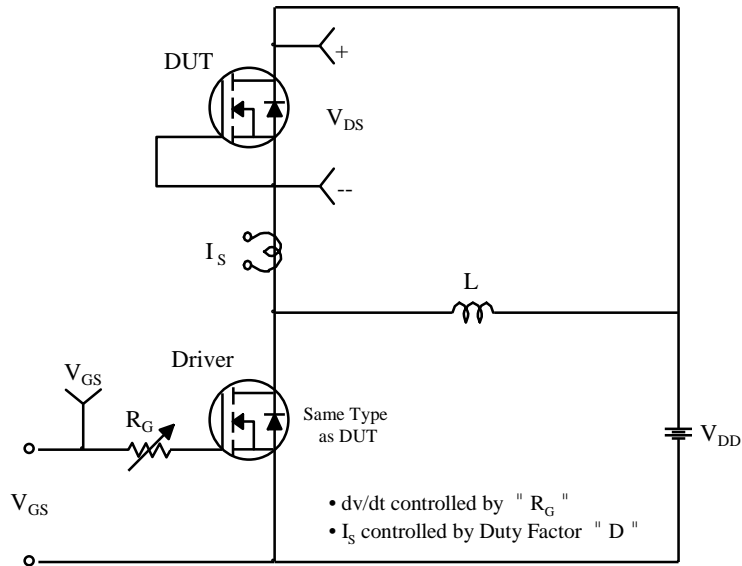 DUT
+
V_DS
--
I_S
L
Driver
V_GS
R_G
Same Type
as DUT
V_DD
V_GS
• dv/dt controlled by " R_G "
• I_S controlled by Duty Factor " D "